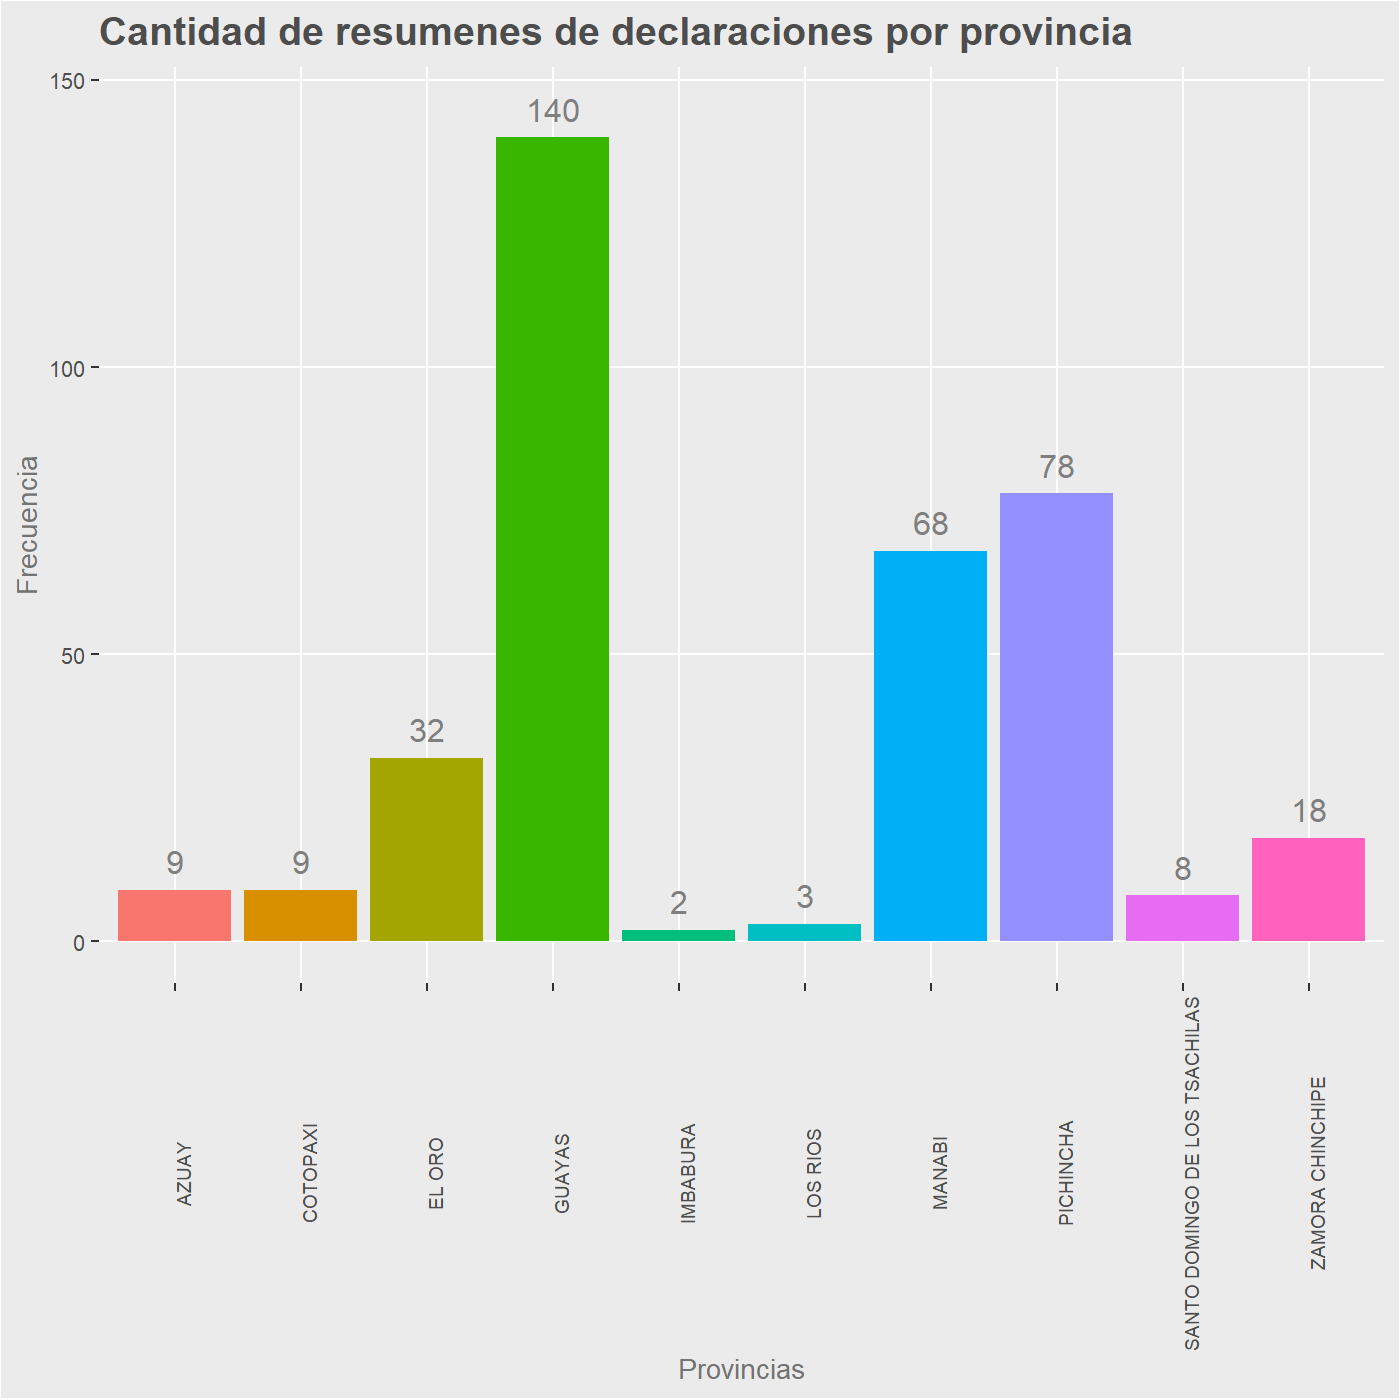 Cantidad de resumenes de declaraciones por provincia
150
100
50
0
Frecuencia
9
9
32
140
2
3
68
78
8
18
AZUAY
COTOPAXI
EL ORO
GUAYAS
IMBABURA
LOS RIOS
MANABI
PICHINCHA
SANTO DOMINGO DE LOS TSACHILAS
ZAMORA CHINCHIPE
Provincias